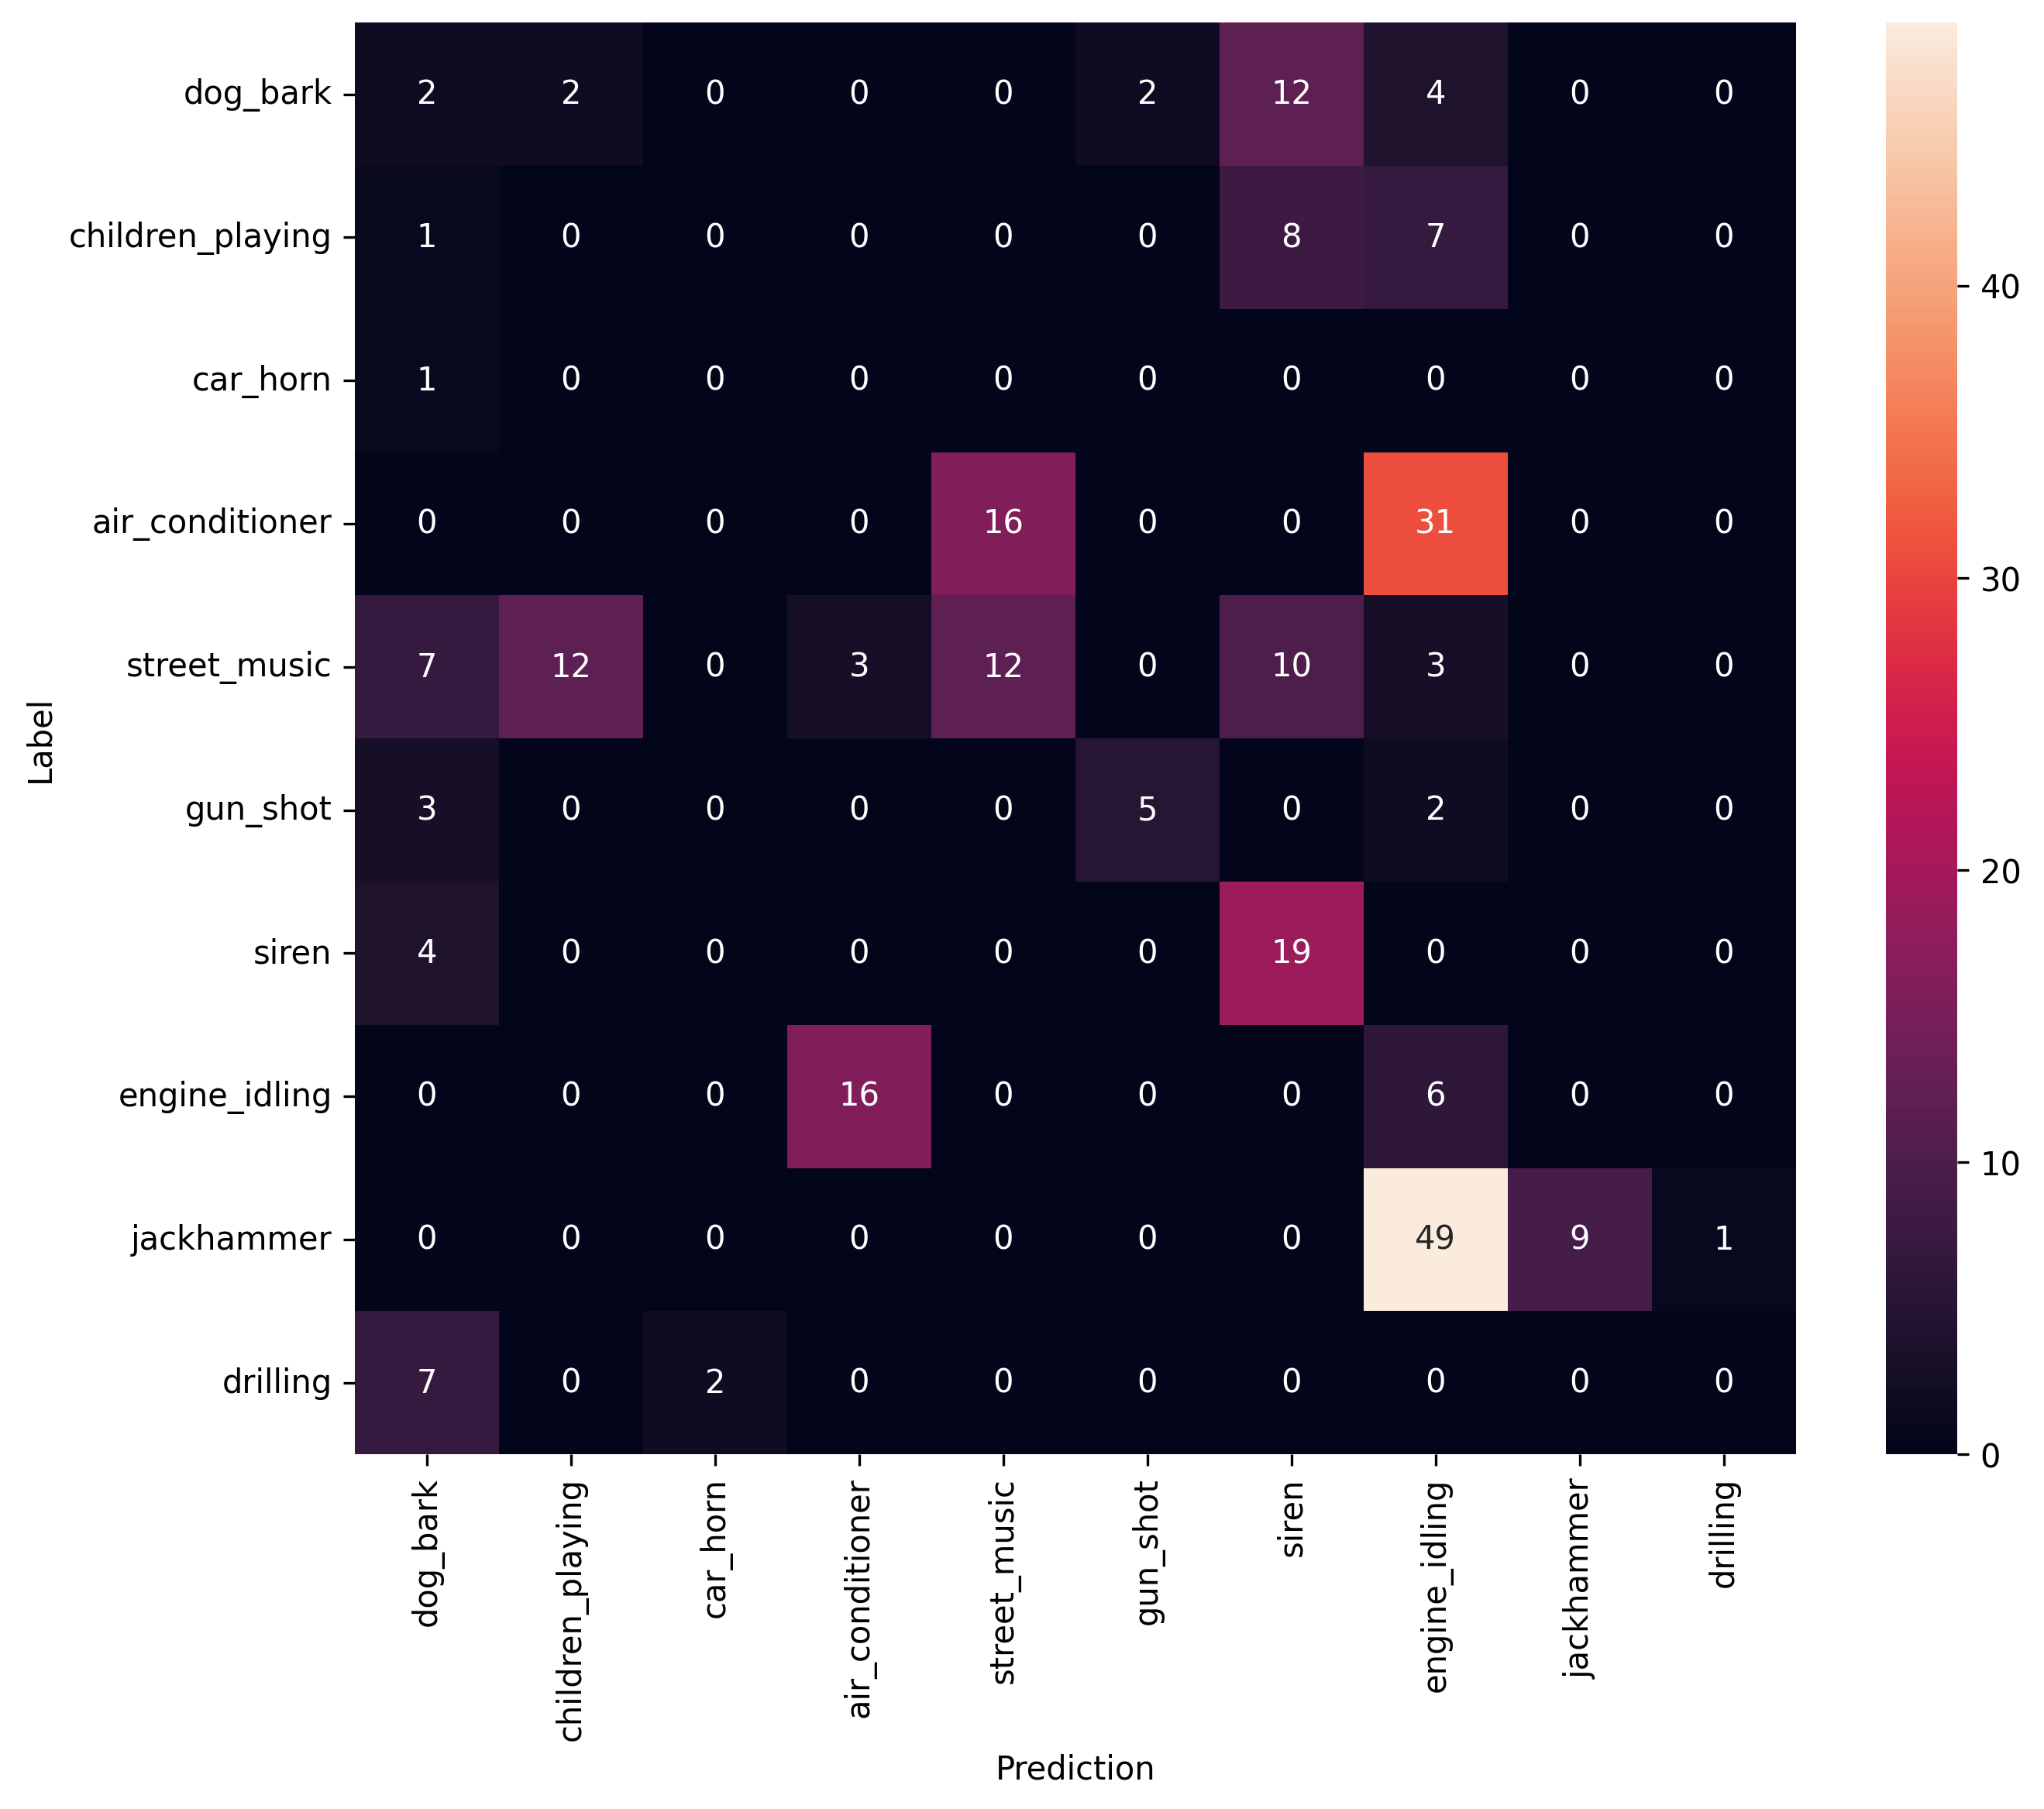 dog_bark 2 2 0 0 0 2 12 4 0 0
children_playing 1 0 0 0 0 0 8 7 0 0
car_horn 1 0 0 0 0 0 0 0 0 0
air_conditioner 0 0 0 0 16 0 0 31 0 0
street_music 7 12 0 3 12 0 10 3 0 0
gun_shot 3 0 0 0 0 5 0 2 0 0
siren 4 0 0 0 0 0 19 0 0 0
engine_idling 0 0 0 16 0 0 0 6 0 0
jackhammer 0 0 0 0 0 0 0 49 9 1
drilling 7 0 2 0 0 0 0 0 0 0
Label
dog_bark
children_playing
car_horn
air_conditioner
street_music
gun_shot
siren
engine_idling
jackhammer
drilling
Prediction
40
30
20
10
0